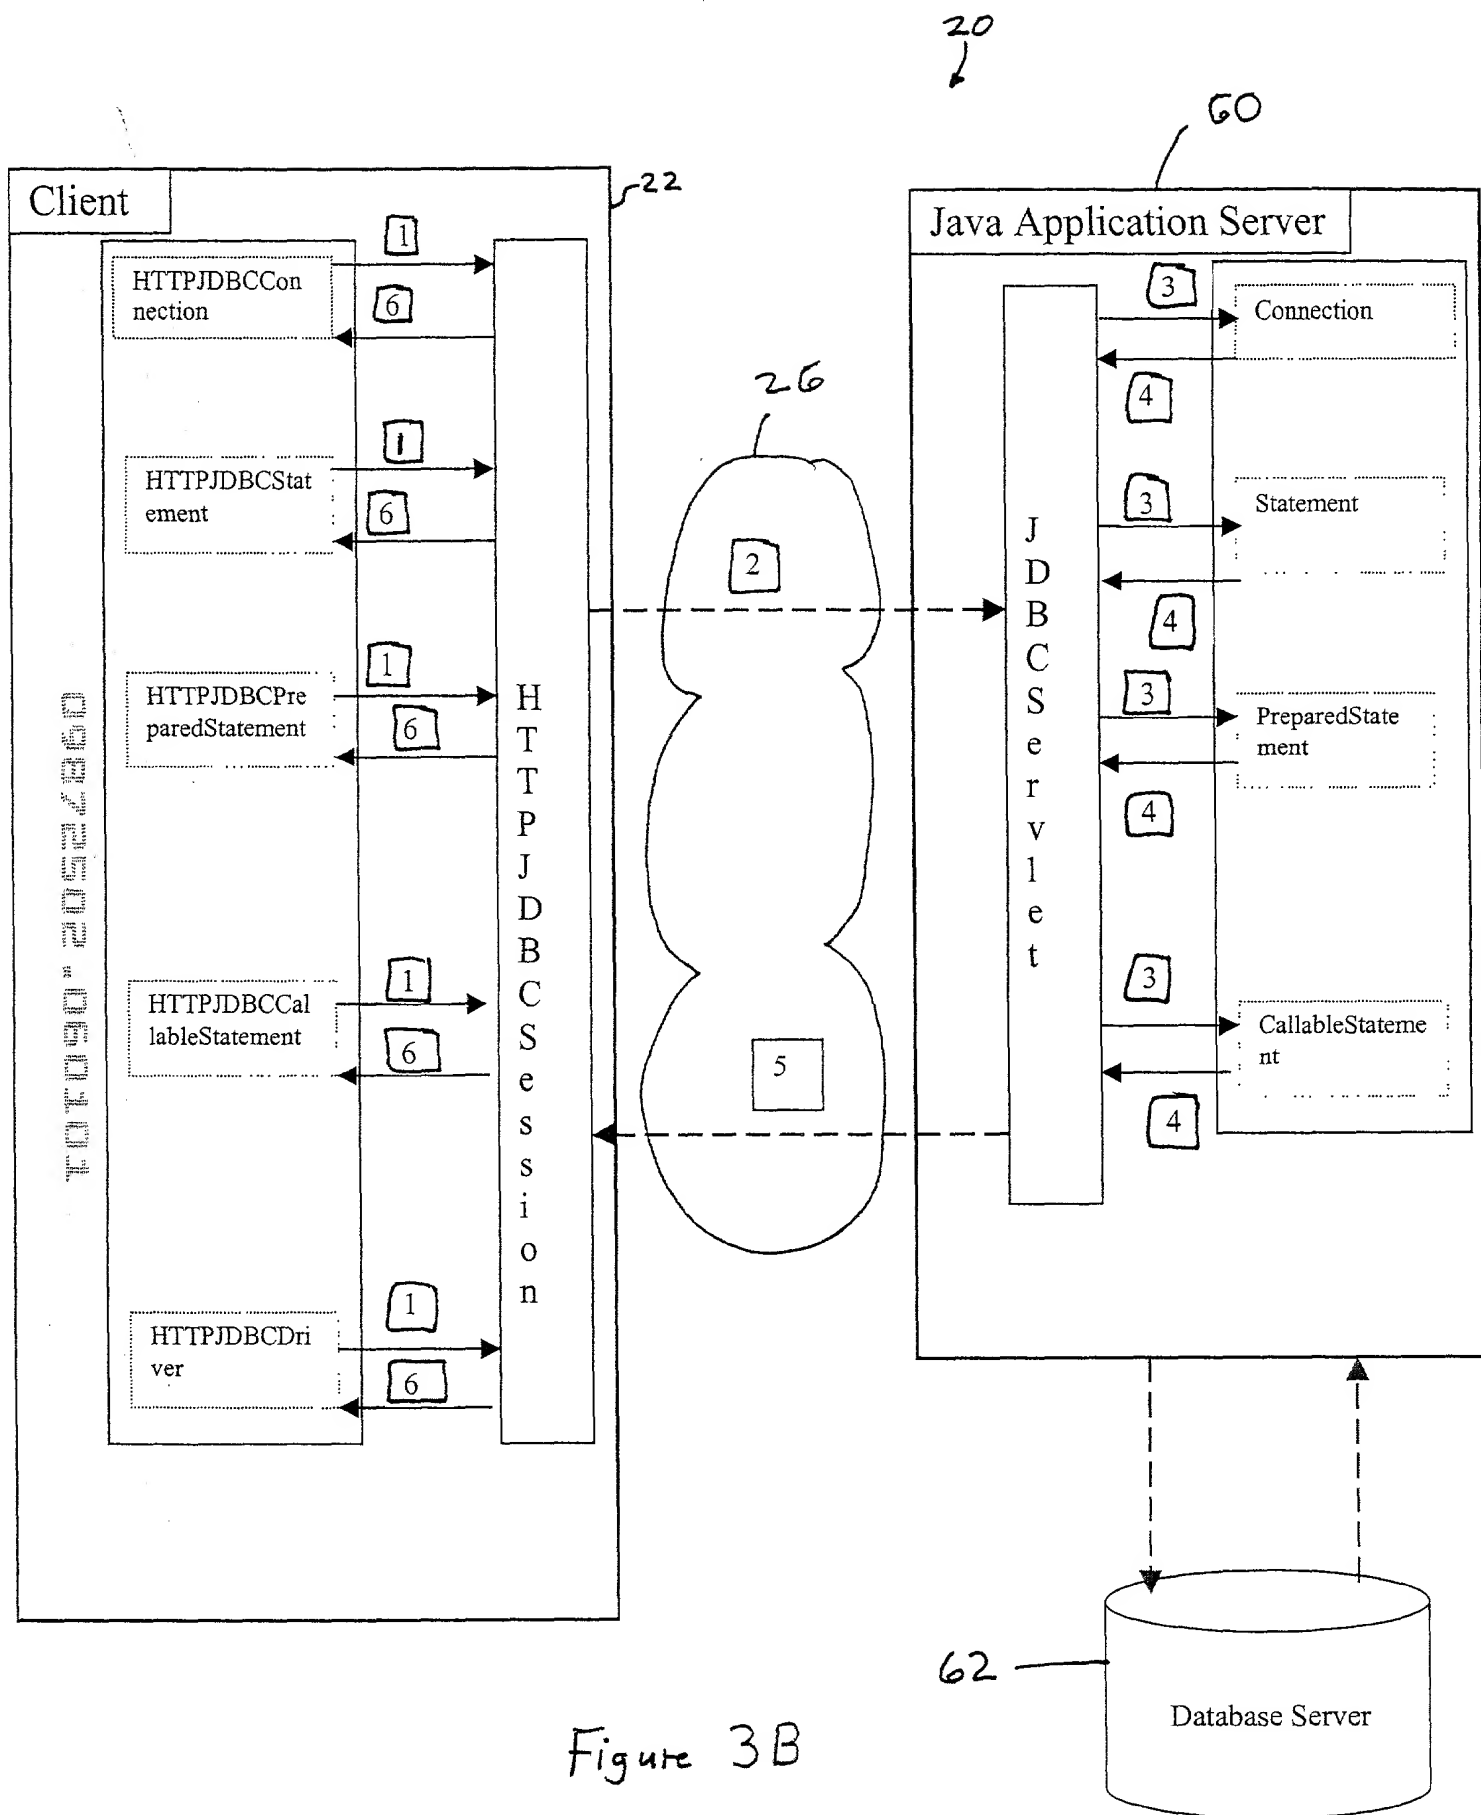 20
60
Client
22
Java Application Server
HTTPJDBCCon
nection
1
6
HTTPJDBCStat
ement
1
6
HTTPJDBCPre
paredStatement
1
6
HTTPJDBCCal
lableStatement
1
6
HTTPJDBCDri
ver
1
6
H
T
T
P
J
D
B
C
S
e
s
s
i
o
n
09872502.060101
26
2
5
J
D
B
C
S
e
r
v
l
e
t
3
Connection
4
3
Statement
4
3
PreparedState
ment
4
3
CallableStateme
nt
4
62
Database Server
Figure 3B